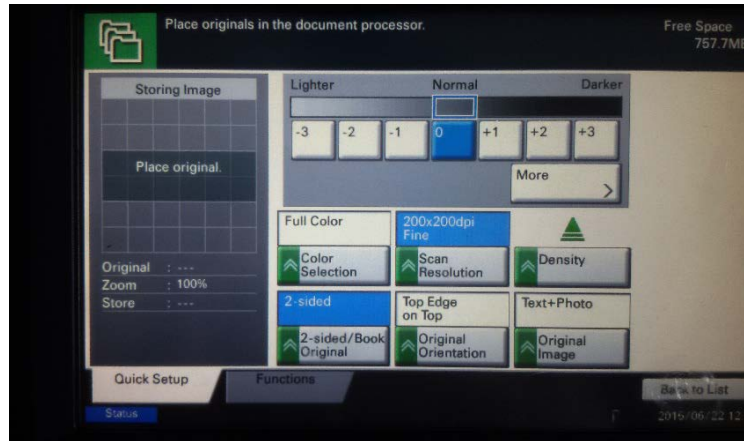 Place originals in the document processor.
Free Space
757.7MB
Storing Image
Place original.
Original : ---
Zoom : 100%
Store : ---
Lighter Normal Darker
-3 -2 -1 0 +1 +2 +3
More
Full Color
200x200dpi
Fine
Color
Selection
Scan
Resolution
Density
2-sided
Top Edge
on Top
Text+Photo
2-sided/Book
Original
Original
Orientation
Original
Image
Quick Setup
Functions
Back to List
Status
2016/06/22 12